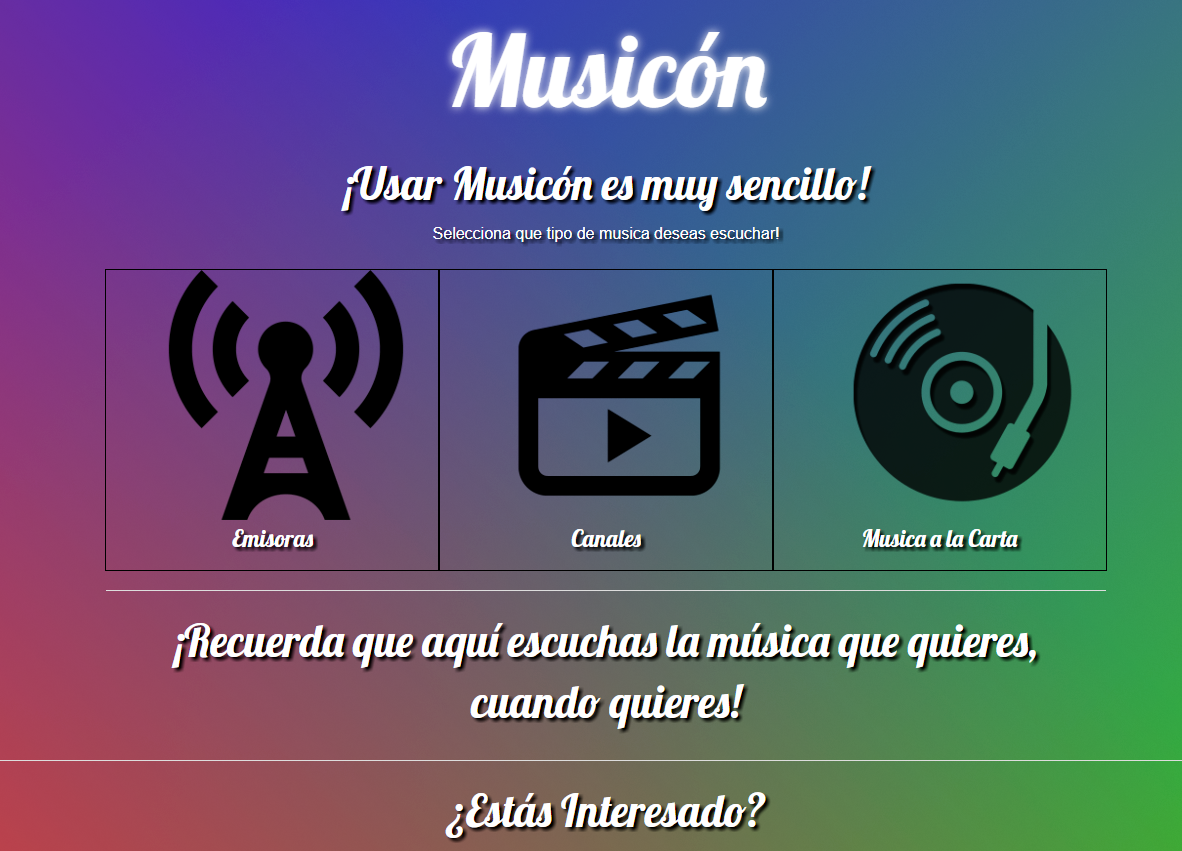 Musicón
¡Usar Musicón es muy sencillo!
Selecciona que tipo de musica deseas escuchar!
Emisoras
Canales
Musica a la Carta
¡Recuerda que aquí escuchas la música que quieres,
cuando quieres!
¿Estás Interesado?